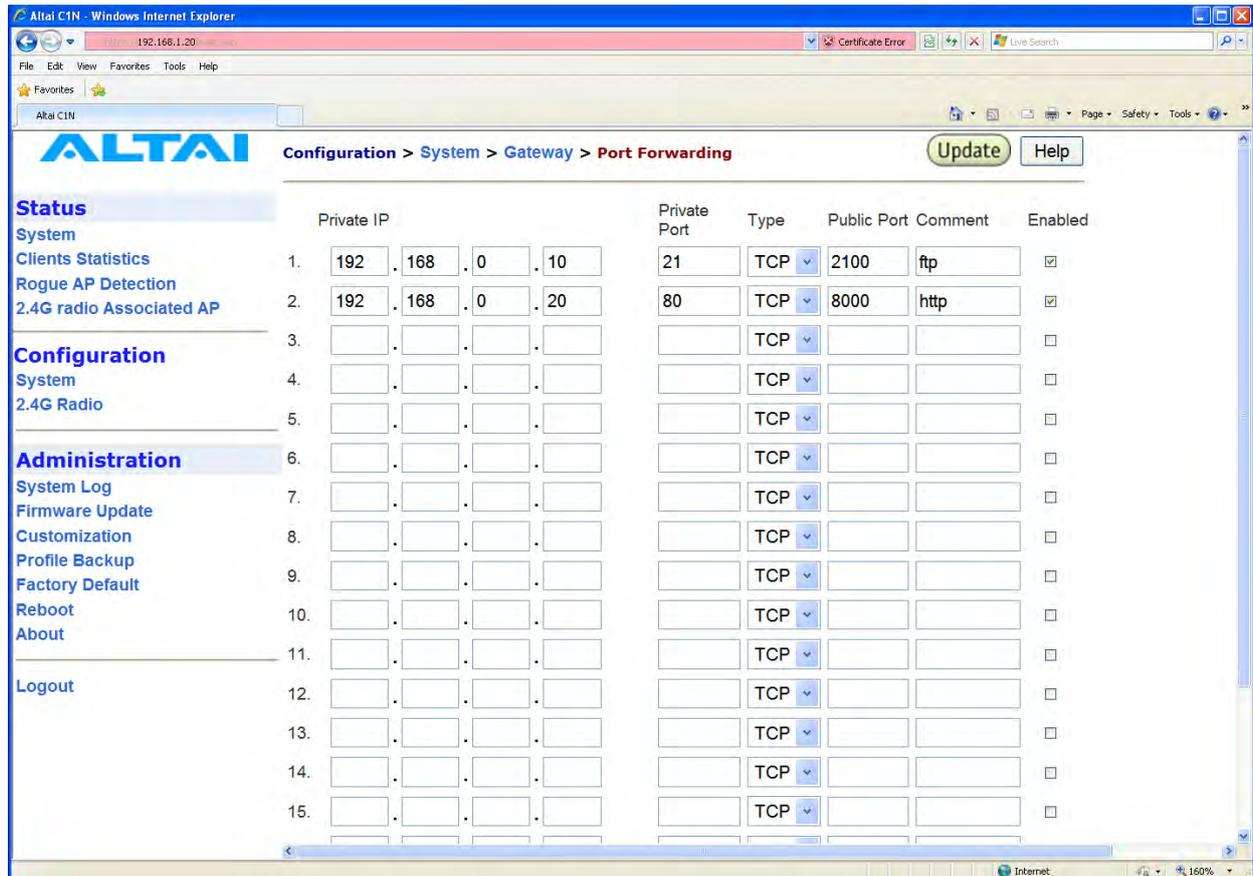 Altai C1N - Windows Internet Explorer
192.168.1.20
Certificate Error
Live Search
File Edit View Favorites Tools Help
Favorites
Altai C1N
Page Safety Tools
ALTAI
Configuration > System > Gateway > Port Forwarding
Update
Help
Status
System
Clients Statistics
Rogue AP Detection
2.4G radio Associated AP
Configuration
System
2.4G Radio
Administration
System Log
Firmware Update
Customization
Profile Backup
Factory Default
Reboot
About
Logout
Private IP Private Port Type Public Port Comment Enabled
1. 192 . 168 . 0 . 10 21 TCP 2100 ftp
2. 192 . 168 . 0 . 20 80 TCP 8000 http
3. . . . TCP
4. . . . TCP
5. . . . TCP
6. . . . TCP
7. . . . TCP
8. . . . TCP
9. . . . TCP
10. . . . TCP
11. . . . TCP
12. . . . TCP
13. . . . TCP
14. . . . TCP
15. . . . TCP
Internet
160%